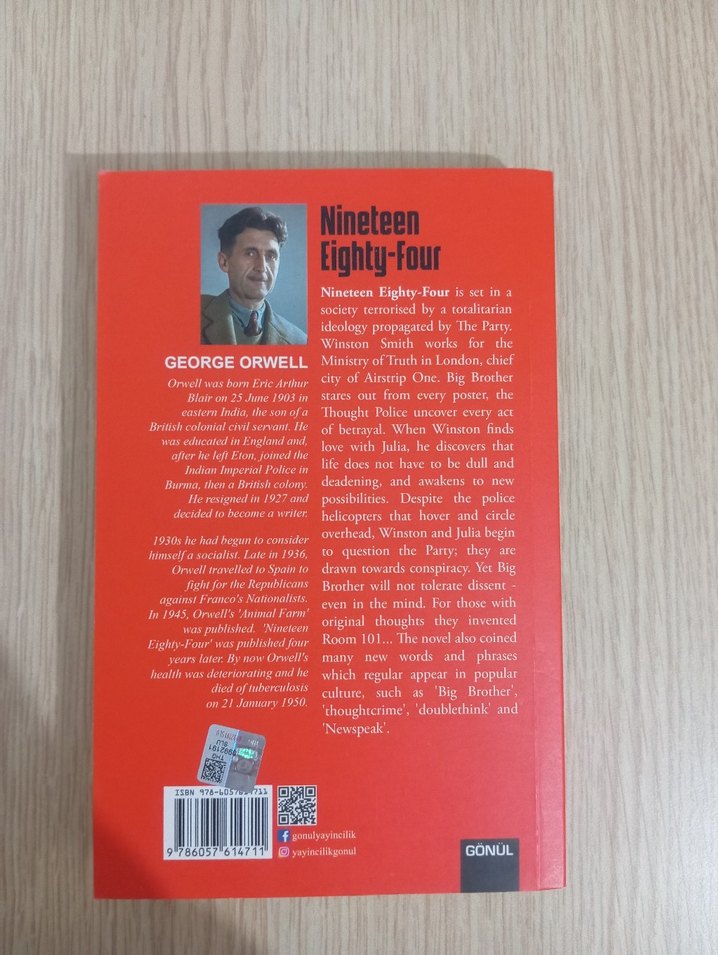 Nineteen
Eighty-Four
Nineteen Eighty-Four is set in a
society terrorised by a totalitarian
ideology propagated by The Party.
Winston Smith works for the
Ministry of Truth in London, chief
city of Airstrip One. Big Brother
stares out from every poster, the
Thought Police uncover every act
of betrayal. When Winston finds
love with Julia, he discovers that
life does not have to be dull and
deadening, and awakens to new
possibilities. Despite the police
helicopters that hover and circle
overhead, Winston and Julia begin
to question the Party; they are
drawn towards conspiracy. Yet Big
Brother will not tolerate dissent -
even in the mind. For those with
original thoughts they invented
Room 101... The novel also coined
many new words and phrases
which regular appear in popular
culture, such as 'Big Brother',
'thoughtcrime', 'doublethink' and
'Newspeak'.
GEORGE ORWELL
Orwell was born Eric Arthur
Blair on 25 June 1903 in
eastern India, the son of a
British colonial civil servant. He
was educated in England and,
after he left Eton, joined the
Indian Imperial Police in
Burma, then a British colony.
He resigned in 1927 and
decided to become a writer.
1930s he had begun to consider
himself a socialist. Late in 1936,
Orwell travelled to Spain to
fight for the Republicans
against Franco's Nationalists.
In 1945, Orwell's 'Animal Farm'
was published. 'Nineteen
Eighty-Four' was published four
years later. By now Orwell's
health was deteriorating and he
died of tuberculosis
on 21 January 1950.
ISBN
9 786057 614711
gonulyayincilik
yayincilikgonul
GÖNÜL